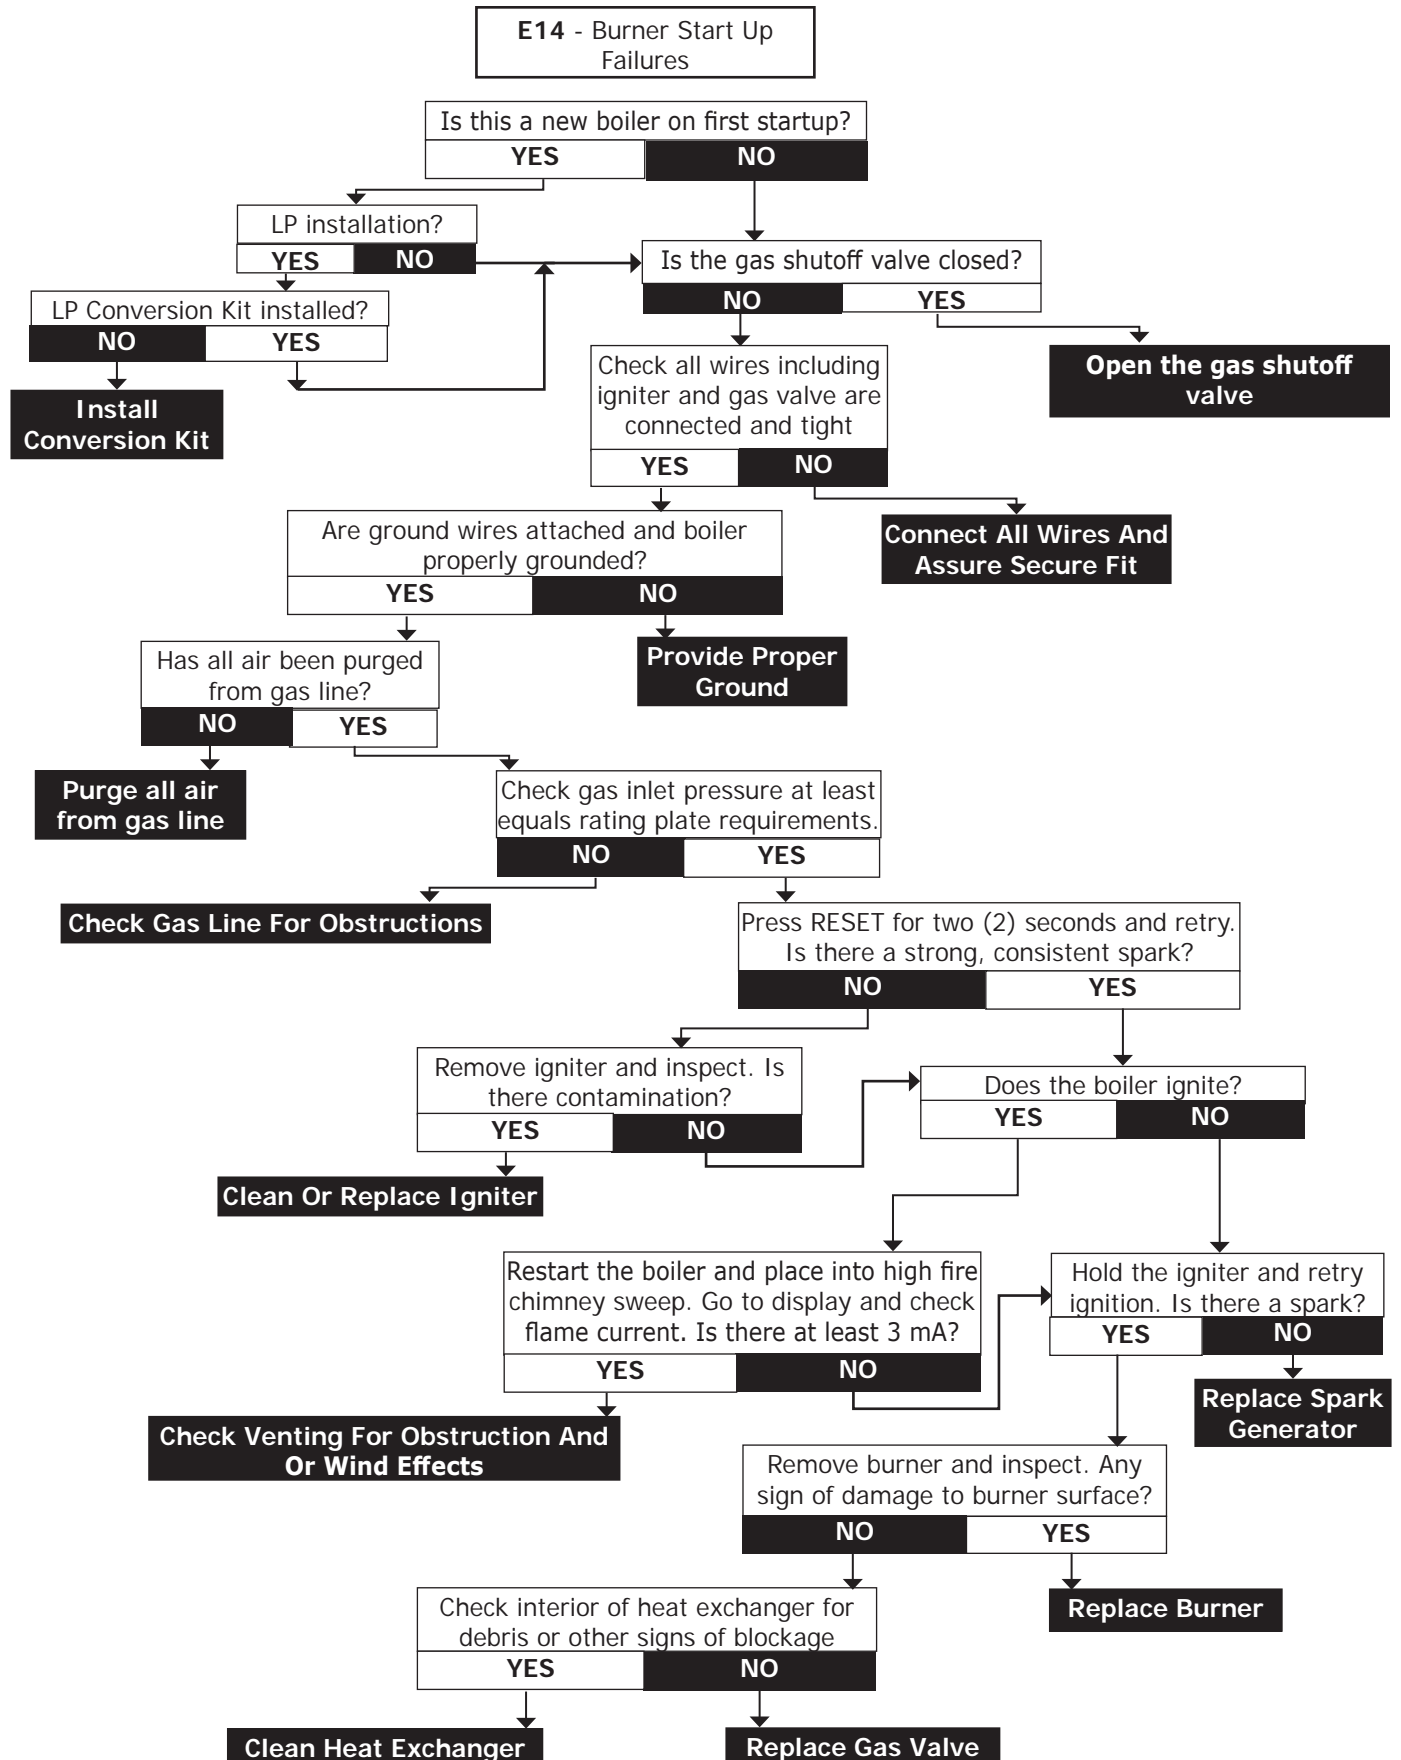 E14 - Burner Start Up
Failures
Is this a new boiler on first startup?
YES
NO
LP installation?
YES
NO
Is the gas shutoff valve closed?
NO
YES
LP Conversion Kit installed?
NO
YES
Install
Conversion Kit
Open the gas shutoff
valve
Check all wires including
igniter and gas valve are
connected and tight
YES
NO
Connect All Wires And
Assure Secure Fit
Are ground wires attached and boiler
properly grounded?
YES
NO
Provide Proper
Ground
Has all air been purged
from gas line?
NO
YES
Purge all air
from gas line
Check gas inlet pressure at least
equals rating plate requirements.
NO
YES
Check Gas Line For Obstructions
Press RESET for two (2) seconds and retry.
Is there a strong, consistent spark?
NO
YES
Remove igniter and inspect. Is
there contamination?
YES
NO
Clean Or Replace Igniter
Does the boiler ignite?
YES
NO
Restart the boiler and place into high fire
chimney sweep. Go to display and check
flame current. Is there at least 3 mA?
YES
NO
Check Venting For Obstruction And
Or Wind Effects
Hold the igniter and retry
ignition. Is there a spark?
YES
NO
Replace Spark
Generator
Remove burner and inspect. Any
sign of damage to burner surface?
NO
YES
Replace Burner
Check interior of heat exchanger for
debris or other signs of blockage
YES
NO
Clean Heat Exchanger
Replace Gas Valve